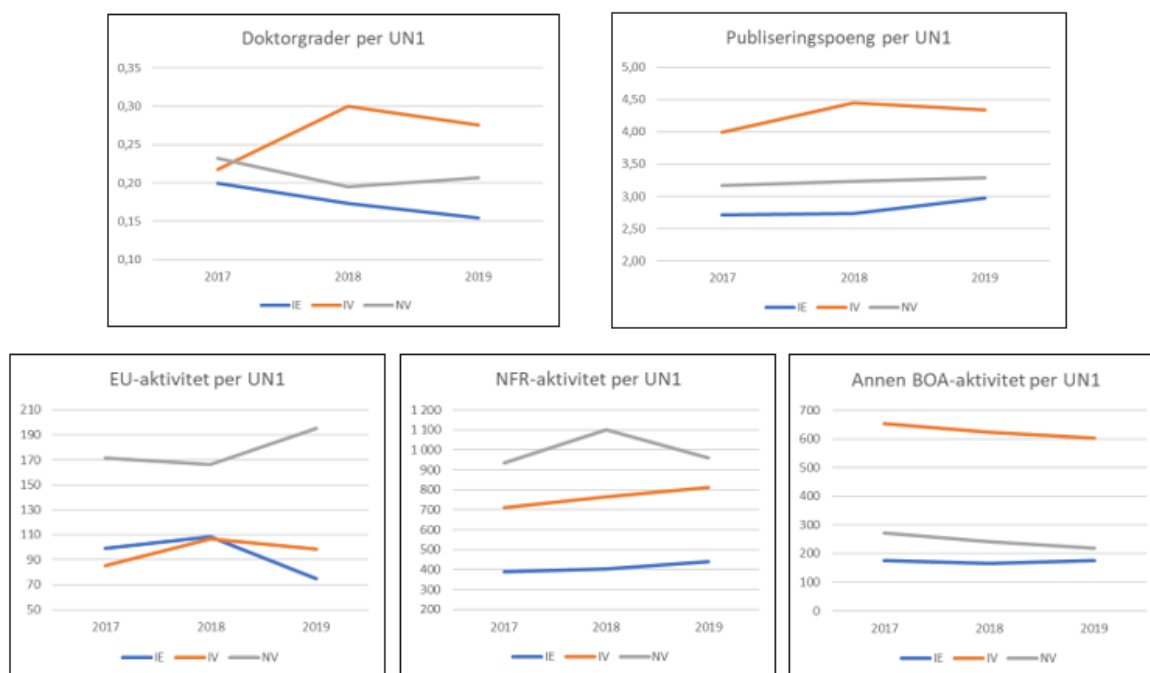 Doktorgrader per UN1
0,35
0,30
0,25
0,20
0,15
0,10
2017 2018 2019
IE IV NV
Publiseringspoeng per UN1
5,00
4,50
4,00
3,50
3,00
2,50
2,00
2017 2018 2019
IE IV NV
EU-aktivitet per UN1
210
190
170
150
130
110
90
70
50
2017 2018 2019
IE IV NV
NFR-aktivitet per UN1
1 200
1 100
1 000
900
800
700
600
500
400
300
200
2017 2018 2019
IE IV NV
Annen BOA-aktivitet per UN1
700
600
500
400
300
200
100
0
2017 2018 2019
IE IV NV